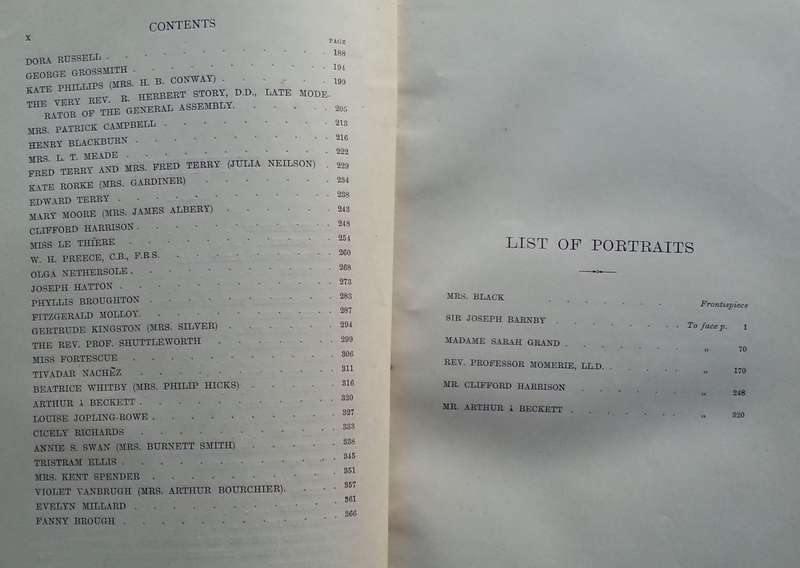 x
CONTENTS
PAGE
DORA RUSSELL . . . . . . . . . . 188
GEORGE GROSSMITH . . . . . . . . . 194
KATE PHILLIPS (MRS. H. B. CONWAY) . . . . . 199
THE VERY REV. R. HERBERT STORY, D.D., LATE MODE-
RATOR OF THE GENERAL ASSEMBLY. . . . . 205
MRS. PATRICK CAMPBELL . . . . . . . . 213
HENRY BLACKBURN . . . . . . . . . 216
MRS. L. T. MEADE . . . . . . . . . 222
FRED TERRY AND MRS. FRED TERRY (JULIA NEILSON) . 229
KATE RORKE (MRS. GARDINER) . . . . . . 234
EDWARD TERRY . . . . . . . . . . 238
MARY MOORE (MRS. JAMES ALBERY) . . . . . 243
CLIFFORD HARRISON . . . . . . . . . 248
MISS LE THIERE . . . . . . . . . 254
W. H. PREECE, C.B., F.R.S. . . . . . . . 260
OLGA NETHERSOLE . . . . . . . . . 268
JOSEPH HATTON . . . . . . . . . 273
PHYLLIS BROUGHTON . . . . . . . . 283
FITZGERALD MOLLOY. . . . . . . . . 287
GERTRUDE KINGSTON (MRS. SILVER) . . . . . 294
THE REV. PROF. SHUTTLEWORTH . . . . . . 299
MISS FORTESCUE . . . . . . . . . 306
TIVADAR NACHÈZ . . . . . . . . . 311
BEATRICE WHITBY (MRS. PHILIP HICKS) . . . . 316
ARTHUR À BECKETT . . . . . . . . . 320
LOUISE JOPLING-ROWE . . . . . . . . 327
CICELY RICHARDS . . . . . . . . . 333
ANNIE S. SWAN (MRS. BURNETT SMITH) . . . . . 338
TRISTRAM ELLIS . . . . . . . . . 345
MRS. KENT SPENDER . . . . . . . . 351
VIOLET VANBRUGH (MRS. ARTHUR BOURCHIER). . . . 357
EVELYN MILLARD . . . . . . . . . 361
FANNY BROUGH . . . . . . . . . . 366
LIST OF PORTRAITS
MRS. BLACK . . . . . . Frontispiece
SIR JOSEPH BARNBY . . . . . . . To face p. 1
MADAME SARAH GRAND . . . . . . „ 70
REV. PROFESSOR MOMERIE, LL.D. . . . . . „ 170
MR. CLIFFORD HARRISON . . . . . . „ 248
MR. ARTHUR À BECKETT . . . . . . „ 320